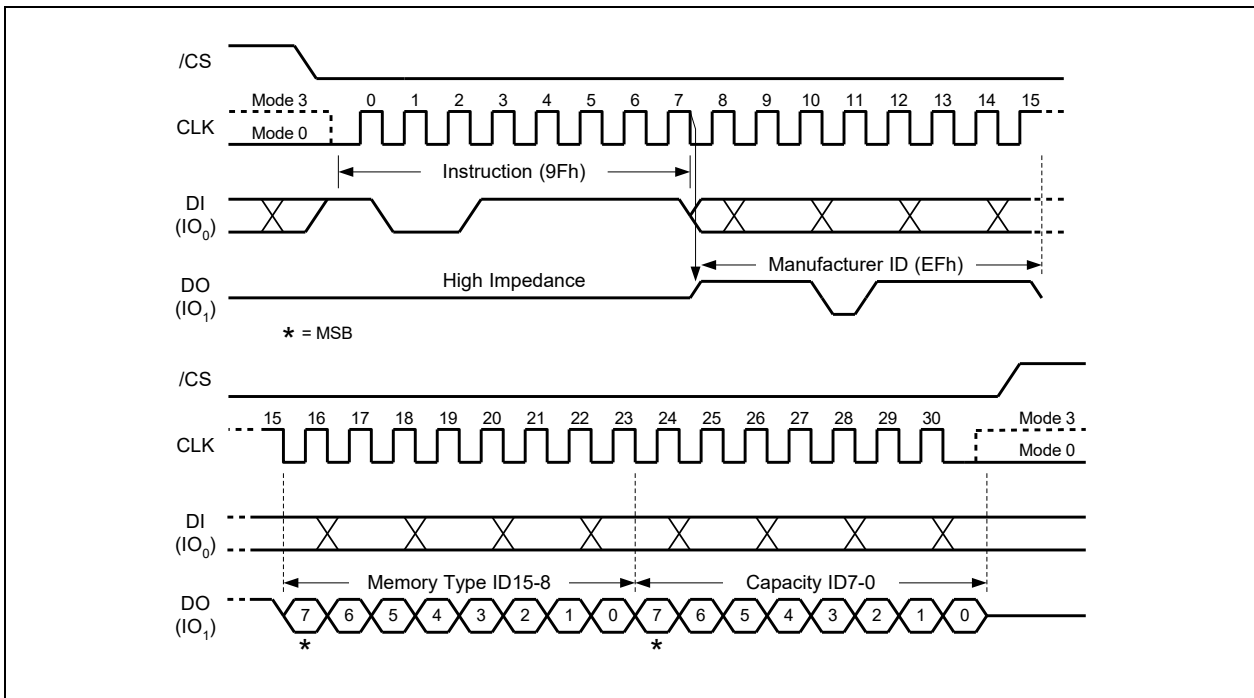 /CS
Mode 3 0 1 2 3 4 5 6 7 8 9 10 11 12 13 14 15
CLK
Mode 0
Instruction (9Fh)
DI
(IO₀)
Manufacturer ID (EFh)
High Impedance
DO
(IO₁)
* = MSB
/CS
15 16 17 18 19 20 21 22 23 24 25 26 27 28 29 30 Mode 3
CLK
Mode 0
DI
(IO₀)
Memory Type ID15-8 Capacity ID7-0
DO
7 6 5 4 3 2 1 0 7 6 5 4 3 2 1 0
(IO₁)
* *